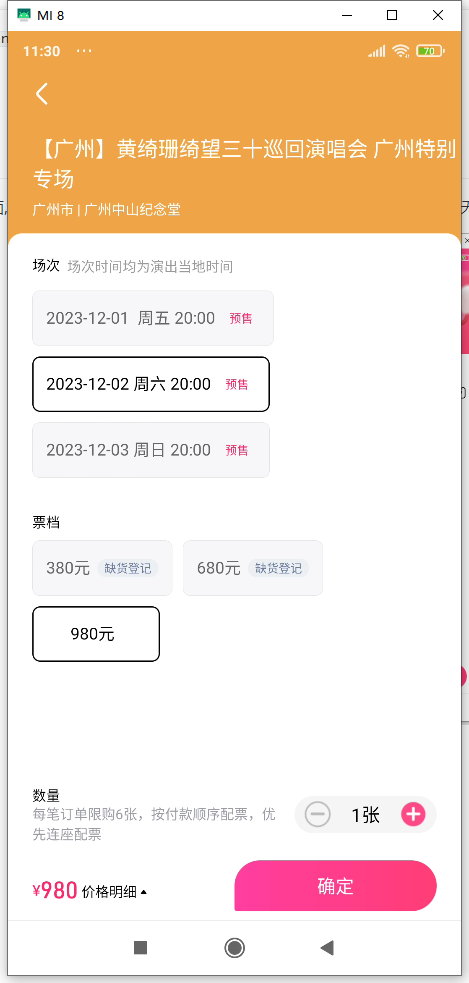 MI 8
11:30 ...
70
【广州】黄绮珊绮望三十巡回演唱会 广州特别
专场
广州市 | 广州中山纪念堂
场次 场次时间均为演出当地时间
2023-12-01 周五 20:00 预售
2023-12-02 周六 20:00 预售
2023-12-03 周日 20:00 预售
票档
380元 缺货登记 680元 缺货登记
980元
数量
每笔订单限购6张，按付款顺序配票，优
先连座配票
1张
¥980 价格明细
确定